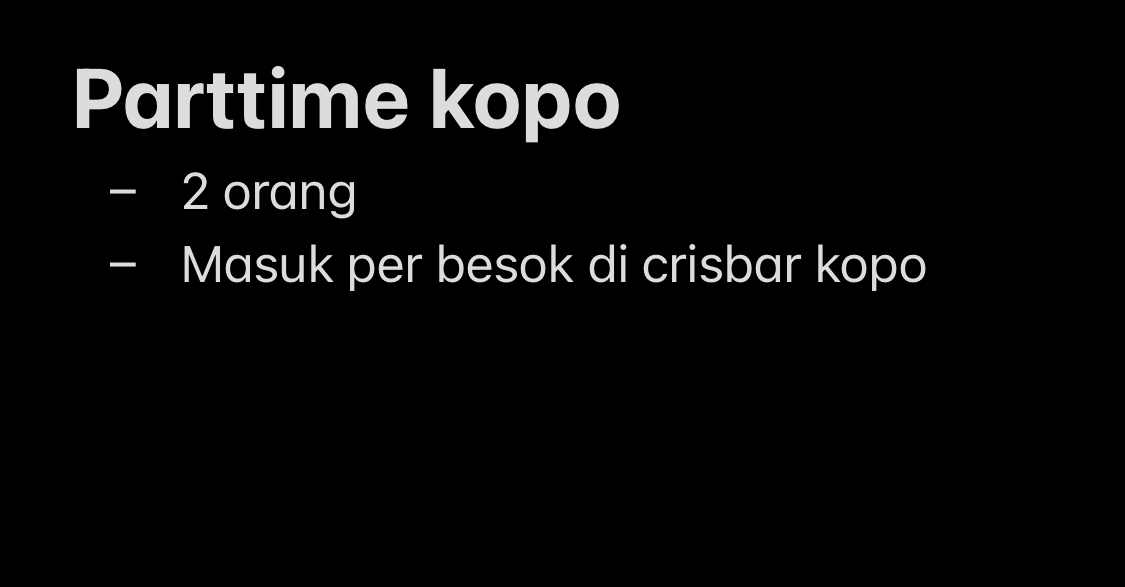 Parttime kopo
– 2 orang
– Masuk per besok di crisbar kopo